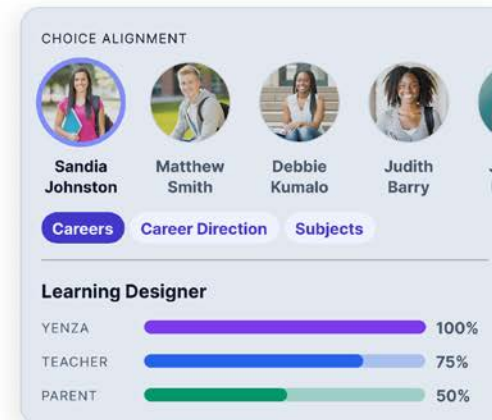 CHOICE ALIGNMENT
Sandia Johnston
Matthew Smith
Debbie Kumalo
Judith Barry
Careers Career Direction Subjects
Learning Designer
YENZA 100%
TEACHER 75%
PARENT 50%